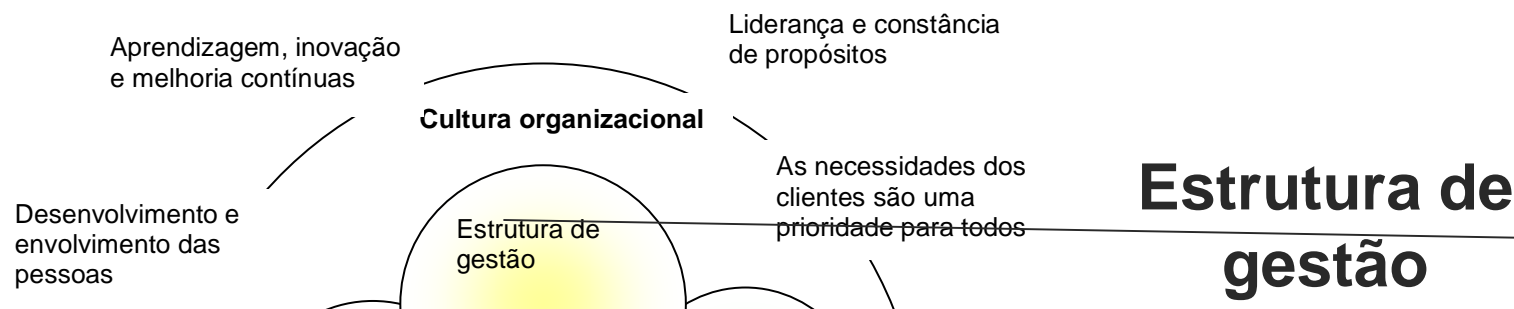 Liderança e constância
de propósitos
Aprendizagem, inovação
e melhoria contínuas
Cultura organizacional
As necessidades dos
clientes são uma
prioridade para todos
Desenvolvimento e
envolvimento das
pessoas
Estrutura de
gestão
Estrutura de
gestão